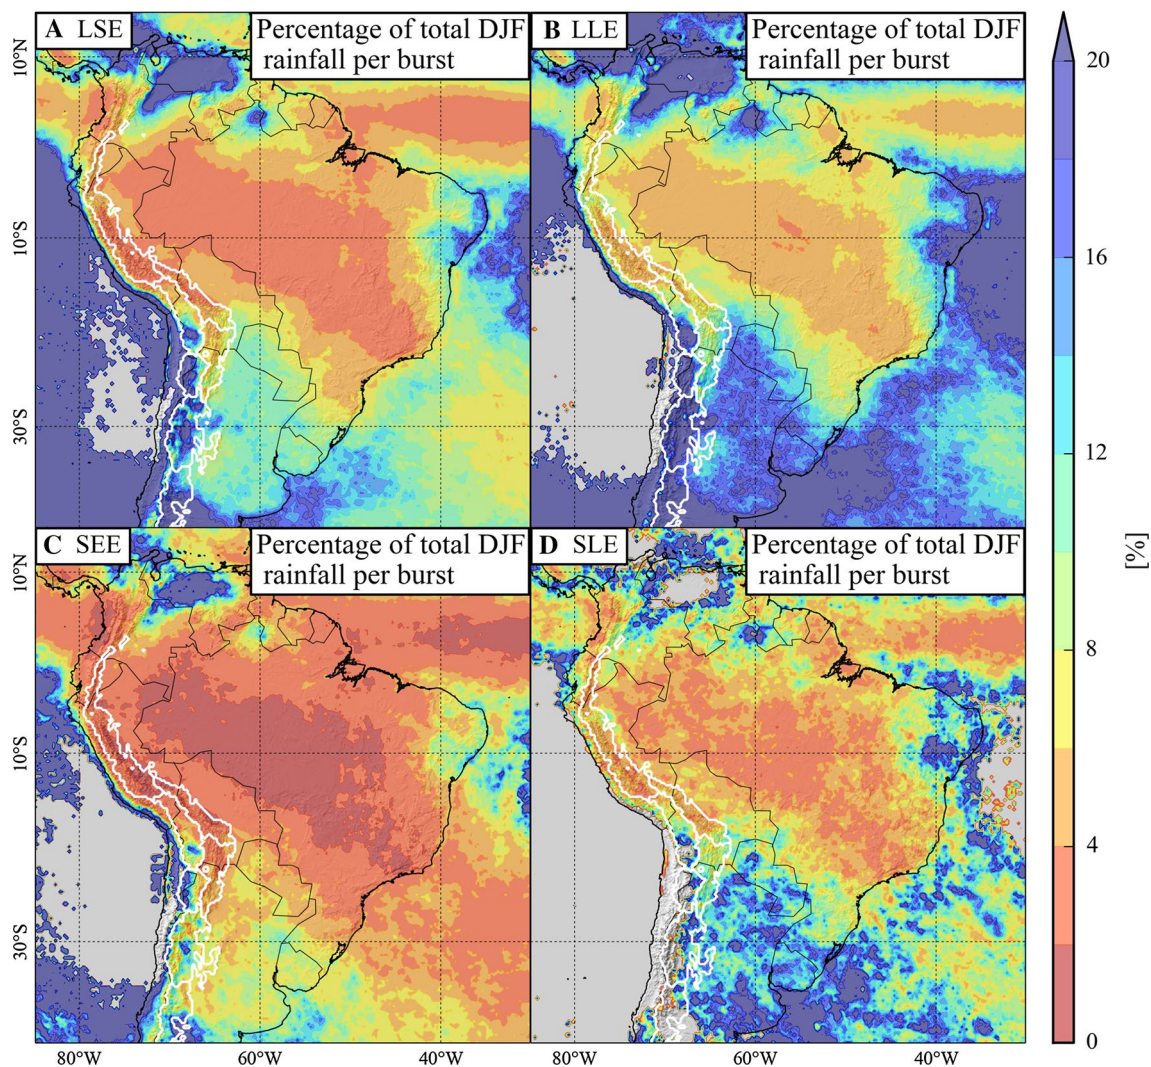 A LSE
Percentage of total DJF
rainfall per burst
B LLE
Percentage of total DJF
rainfall per burst
C SEE
Percentage of total DJF
rainfall per burst
D SLE
Percentage of total DJF
rainfall per burst
10°N
10°S
30°S
10°N
10°S
30°S
80°W
60°W
40°W
80°W
60°W
40°W
20
16
12
8
4
0
[%]